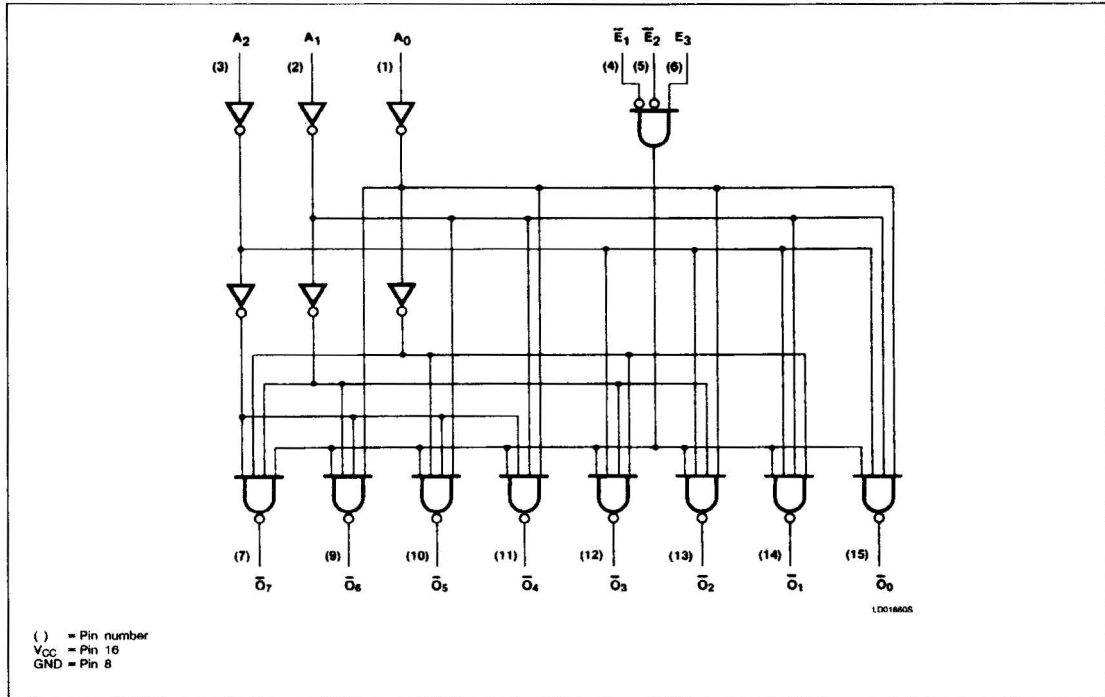 A2 A1 A0 Ē1 Ē2 E3
(3) (2) (1) (4) (5) (6)
(7) (9) (10) (11) (12) (13) (14) (15)
Ō7 Ō6 Ō5 Ō4 Ō3 Ō2 Ō1 Ō0
LD01860S
( ) = Pin number
VCC = Pin 16
GND = Pin 8